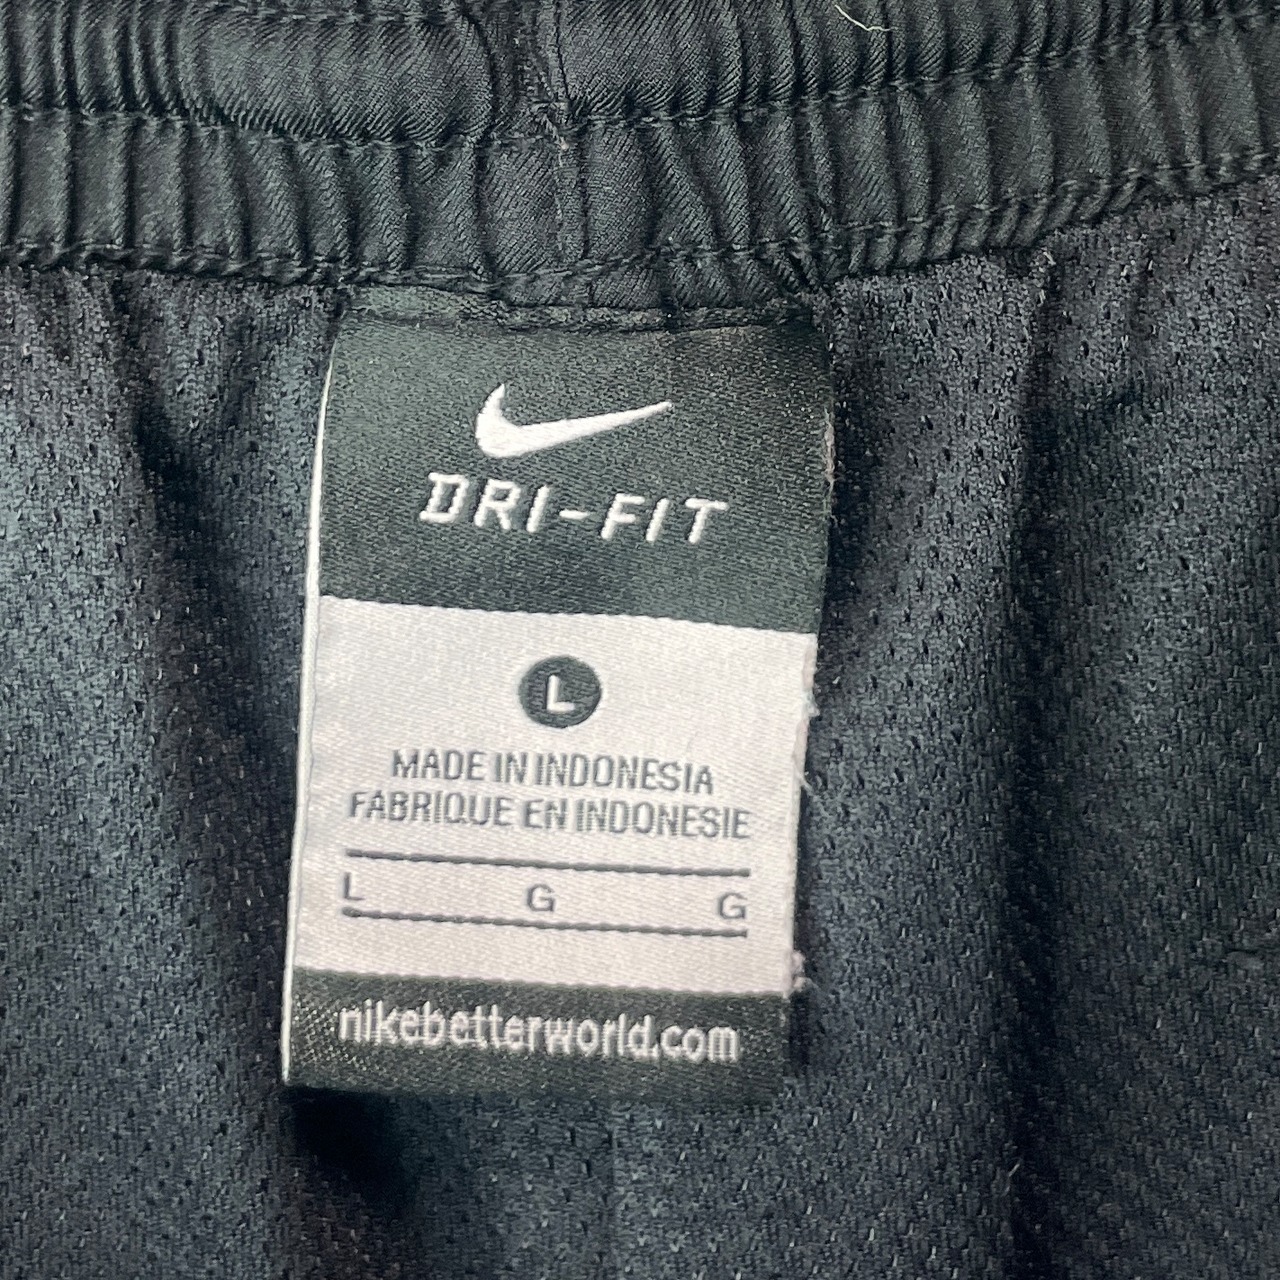 DRI-FIT
L
MADE IN INDONESIA
FABRIQUE EN INDONESIE
L G G
nikebetterworld.com